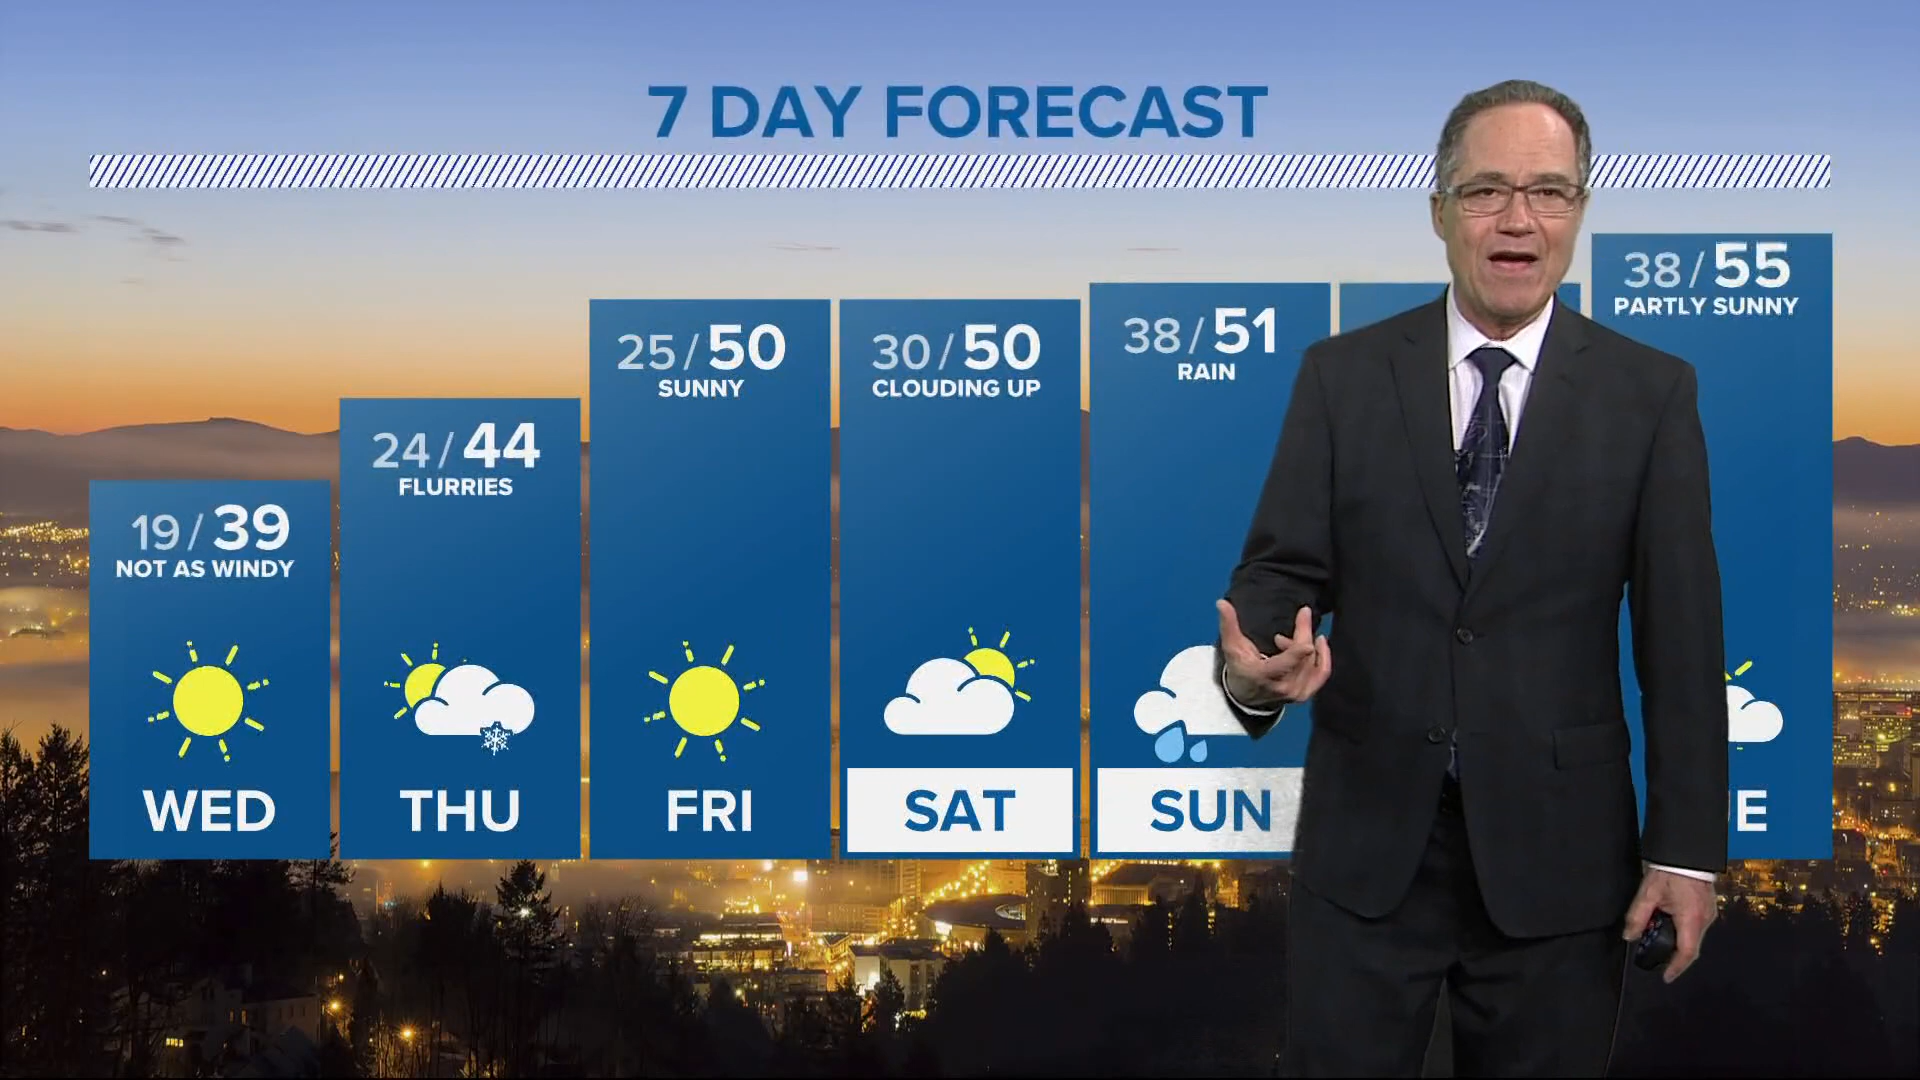 7 DAY FORECAST
19/39
NOT AS WINDY
WED
24/44
FLURRIES
THU
25/50
SUNNY
FRI
30/50
CLOUDING UP
SAT
38/51
RAIN
SUN
38/55
PARTLY SUNNY